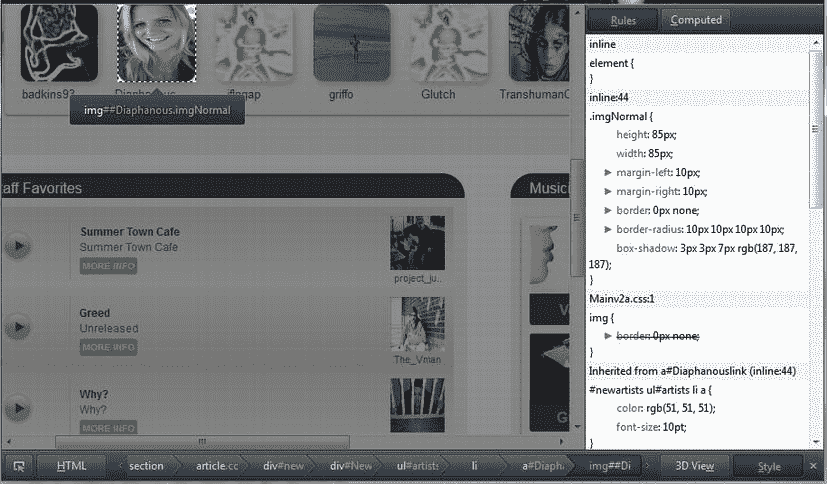 badkins93
Diaphanous
griffo
Glutch
TranshumanC
img##Diaphanous.imgNormal
aff Favorites
Musici
Summer Town Cafe
Summer Town Cafe
MORE INFO
project_ju..
Greed
Unreleased
MORE INFO
The_Vman
Why?
Why?
MORE INFO
V
G
Rules
Computed
inline
element {
}
inline:44
.imgNormal {
height: 85px;
width: 85px;
margin-left: 10px;
margin-right: 10px;
border: 0px none;
border-radius: 10px 10px 10px 10px;
box-shadow: 3px 3px 7px rgb(187, 187,
187);
}
Mainv2a.css:1
img {
border: 0px none;
}
Inherited from a#Diaphanouslink (inline:44)
#newartists ul#artists li a {
color: rgb(51, 51, 51);
font-size: 10pt;
}
HTML
section
article.cc
div#new
div#New
ul#artists
li
a#Diaph
img##Di
3D View
Style